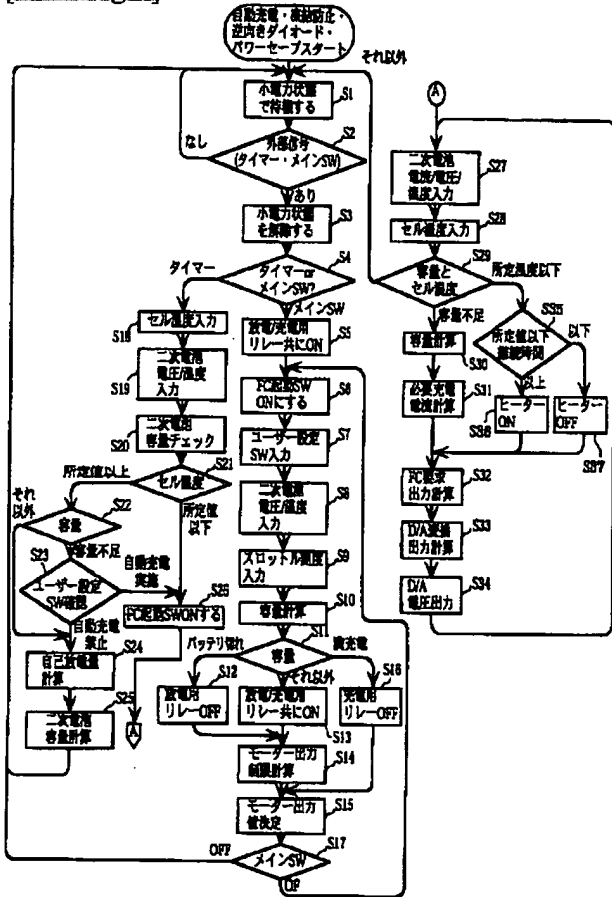 自動充電・凍結防止・
逆向きダイオード・
パワーセーブスタート
小電力状態
で待機する
S1
なし
外部信号
(タイマー・メインSW)
S2
あり
小電力状態
を解除する
S3
タイマー
タイマーor
メインSW?
S4
メインSW
放電/充電用
リレー共にON
S5
FC起動SW
ONにする
S6
ユーザー設定
SW入力
S7
二次電源
電圧/温度
入力
S8
スロットル開度
入力
S9
容量計算
S10
バッテリ切れ
容量
S11
満充電
それ以外
放電用
リレーOFF
S12
放電/充電用
リレー共にON
S13
充電用
リレーOFF
S16
モーター出力
制限計算
S14
モーター出力
値決定
S15
OFF
メインSW
S17
OF
セル温度入力
S18
二次電池
電圧/温度
入力
S19
二次電池
容量チェック
S20
所定値以上
セル温度
S21
所定値
以下
それ
以外
容量
S22
容量不足
ユーザー設定
SW確認
S23
自動充電
実施
自動充電
禁止
自己放電量
計算
S24
二次電池
容量計算
S25
FC起動SWONする
S26
A
それ以外
A
二次電池
電流/電圧/
温度入力
S27
セル温度入力
S28
容量と
セル温度
S29
所定温度以下
容量不足
容量計算
S30
必要充電
電流計算
S31
所定値以下
継続時間
S35
以上
以下
ヒーター
ON
S36
ヒーター
OFF
S37
FC要求
出力計算
S32
D/A変換
出力計算
S33
D/A
電圧出力
S34